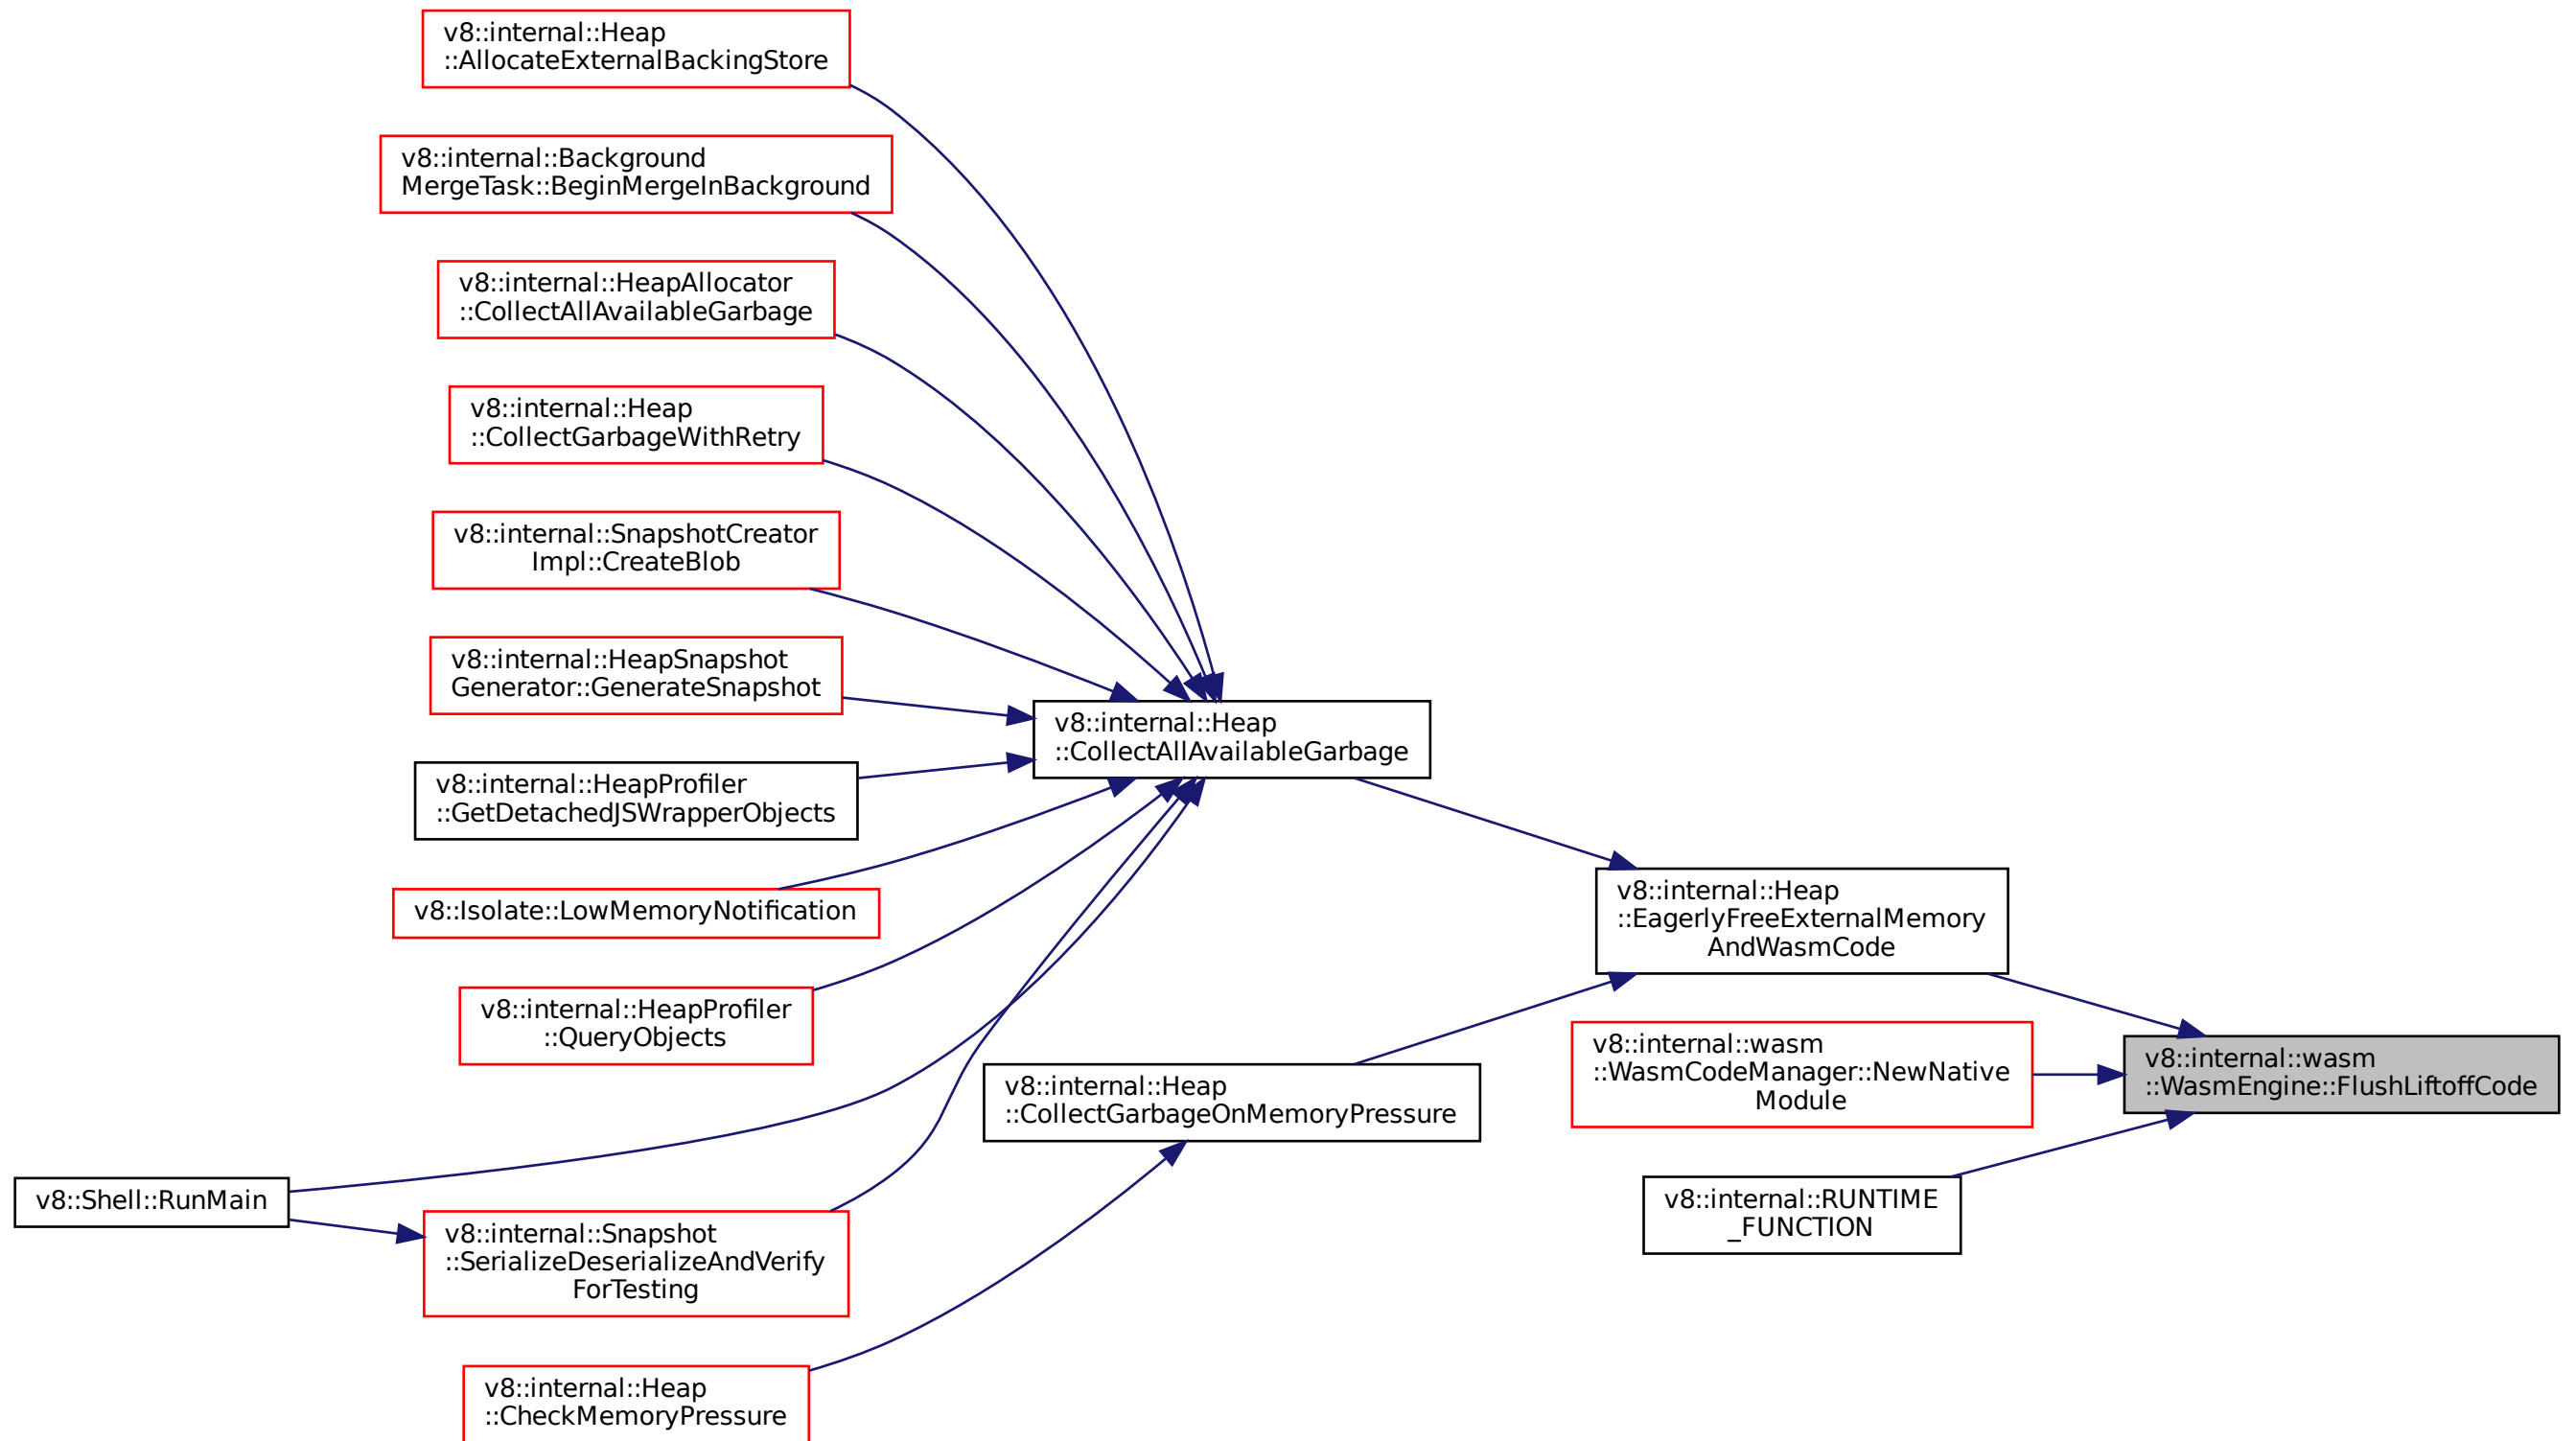 v8::internal::Heap
::AllocateExternalBackingStore
v8::internal::Background
MergeTask::BeginMergeInBackground
v8::internal::HeapAllocator
::CollectAllAvailableGarbage
v8::internal::Heap
::CollectGarbageWithRetry
v8::internal::SnapshotCreator
Impl::CreateBlob
v8::internal::HeapSnapshot
Generator::GenerateSnapshot
v8::internal::HeapProfiler
::GetDetachedJSWrapperObjects
v8::Isolate::LowMemoryNotification
v8::internal::HeapProfiler
::QueryObjects
v8::Shell::RunMain
v8::internal::Snapshot
::SerializeDeserializeAndVerify
ForTesting
v8::internal::Heap
::CheckMemoryPressure
v8::internal::Heap
::CollectAllAvailableGarbage
v8::internal::Heap
::CollectGarbageOnMemoryPressure
v8::internal::Heap
::EagerlyFreeExternalMemory
AndWasmCode
v8::internal::wasm
::WasmCodeManager::NewNative
Module
v8::internal::RUNTIME
_FUNCTION
v8::internal::wasm
::WasmEngine::FlushLiftoffCode